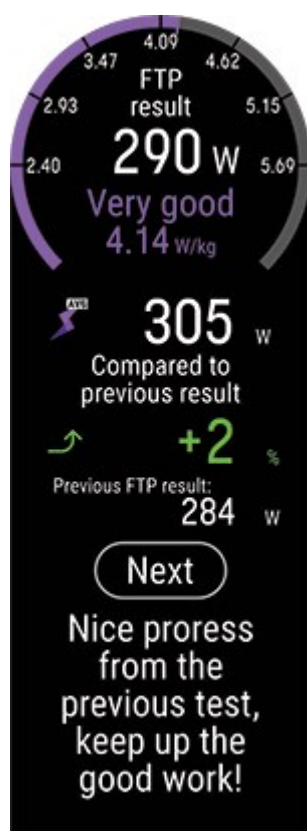 4.09
3.47 4.62
FTP
result
2.93 5.15
290 W
2.40 5.69
Very good
4.14 W/kg
AVG
305 W
Compared to
previous result
+2 %
Previous FTP result:
284 W
Next
Nice proress
from the
previous test,
keep up the
good work!